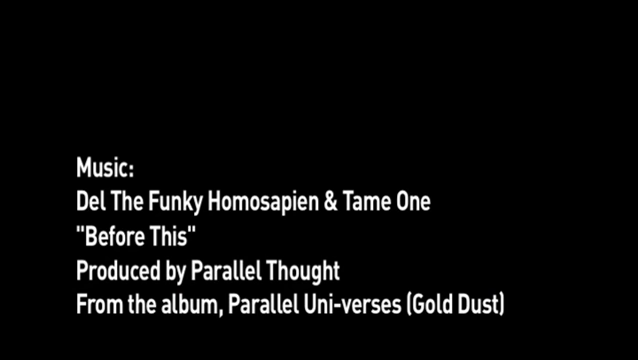 Music:
Del The Funky Homosapien & Tame One
"Before This"
Produced by Parallel Thought
From the album, Parallel Uni-verses (Gold Dust)